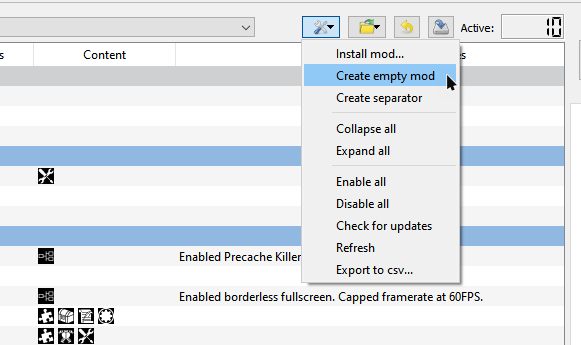 Active: 10
s Content es
Install mod...
Create empty mod
Create separator
Collapse all
Expand all
Enable all
Disable all
Check for updates
Refresh
Export to csv...
Enabled Precache Killer
Enabled borderless fullscreen. Capped framerate at 60FPS.